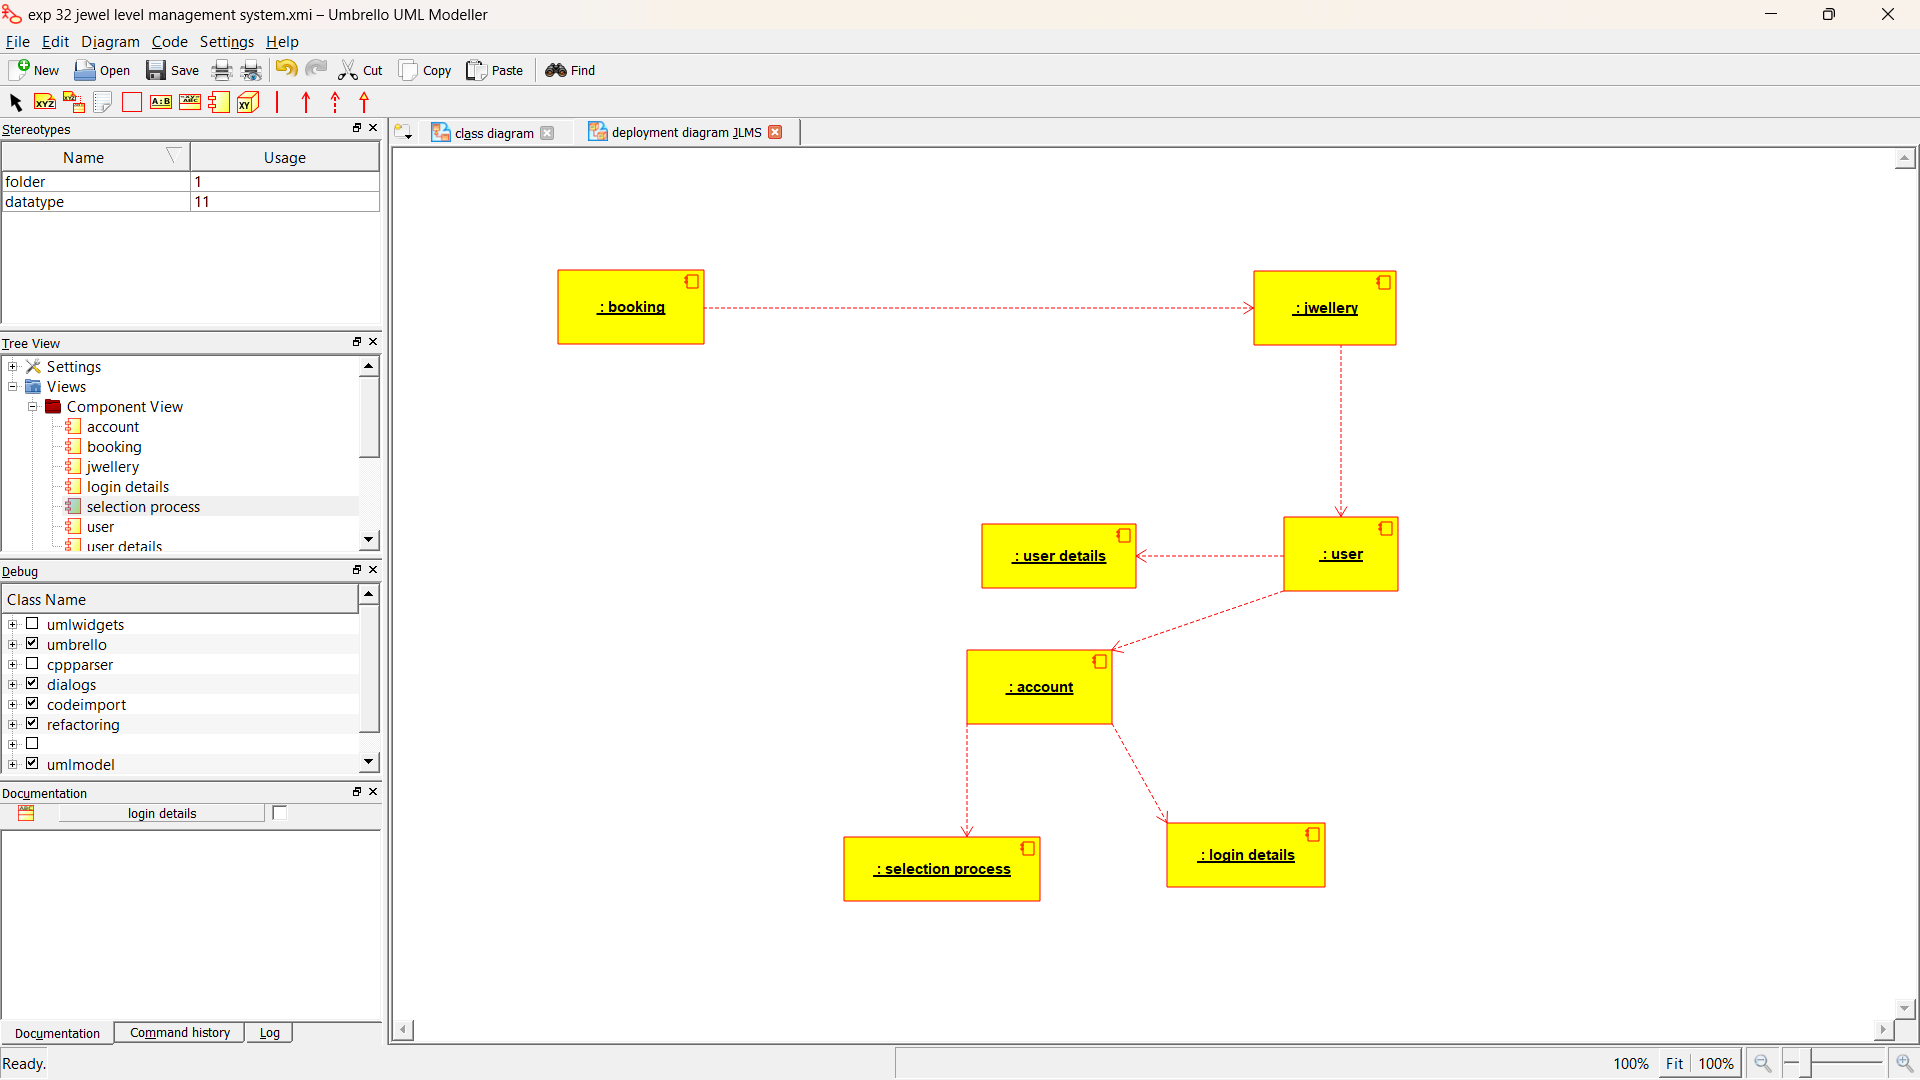 exp 32 jewel level management system.xmi – Umbrello UML Modeller
File Edit Diagram Code Settings Help
New Open Save Cut Copy Paste Find
XYZ A:B XY
Stereotypes
Name Usage
folder 1
datatype 11
Tree View
Settings
Views
Component View
account
booking
jwellery
login details
selection process
user
user details
Debug
Class Name
umlwidgets
umbrello
cppparser
dialogs
codeimport
refactoring
umlmodel
Documentation
login details
Documentation Command history Log
Ready.
class diagram deployment diagram JLMS
: booking
: jwellery
: user details
: user
: account
: selection process
: login details
100% Fit 100%